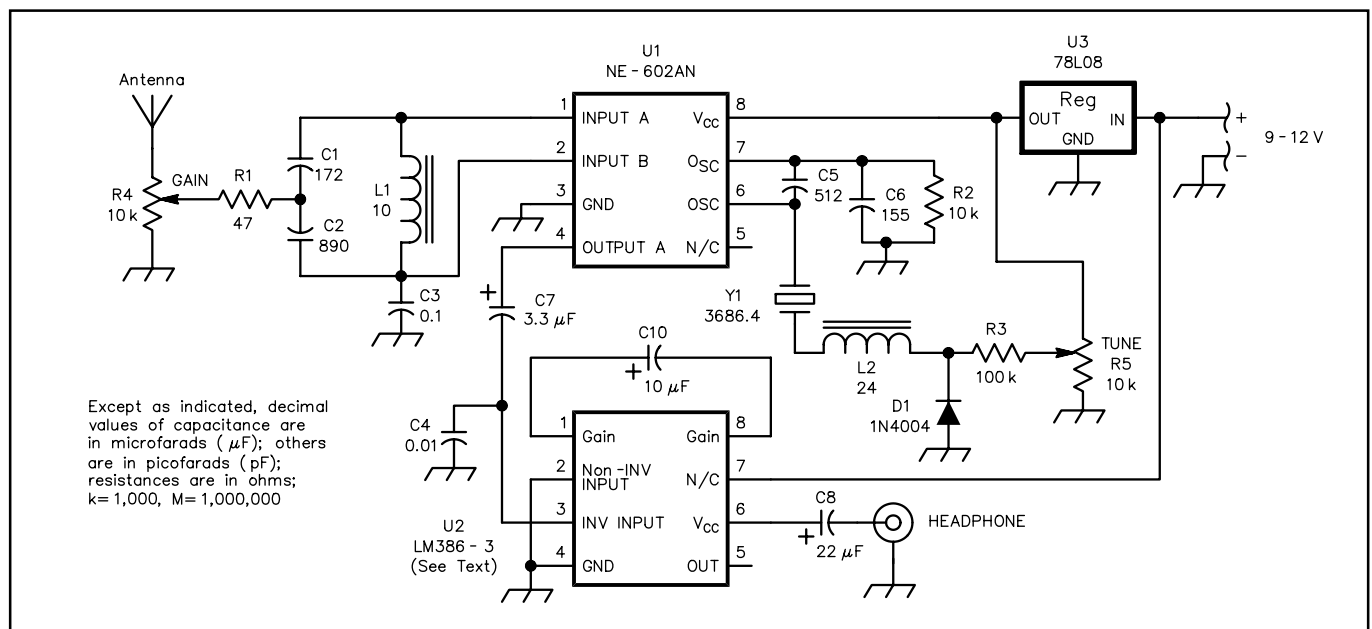 Antenna
R4
10 k
GAIN
R1
47
C1
172
C2
890
L1
10
C3
0.1
U1
NE - 602AN
1
INPUT A
2
INPUT B
3
GND
4
OUTPUT A
8
VCC
7
OSC
6
OSC
5
N/C
C5
512
C6
155
R2
10 k
U3
78L08
Reg
OUT
IN
GND
+
−
9 - 12 V
C7
3.3 µF
+
Y1
3686.4
L2
24
R3
100 k
TUNE
R5
10 k
D1
1N4004
C10
10 µF
+
C4
0.01
1
Gain
2
Non-INV
INPUT
3
INV INPUT
4
GND
8
Gain
7
N/C
6
VCC
5
OUT
U2
LM386 - 3
(See Text)
C8
22 µF
+
HEADPHONE
Except as indicated, decimal
values of capacitance are
in microfarads ( µF); others
are in picofarads ( pF);
resistances are in ohms;
k= 1,000, M= 1,000,000